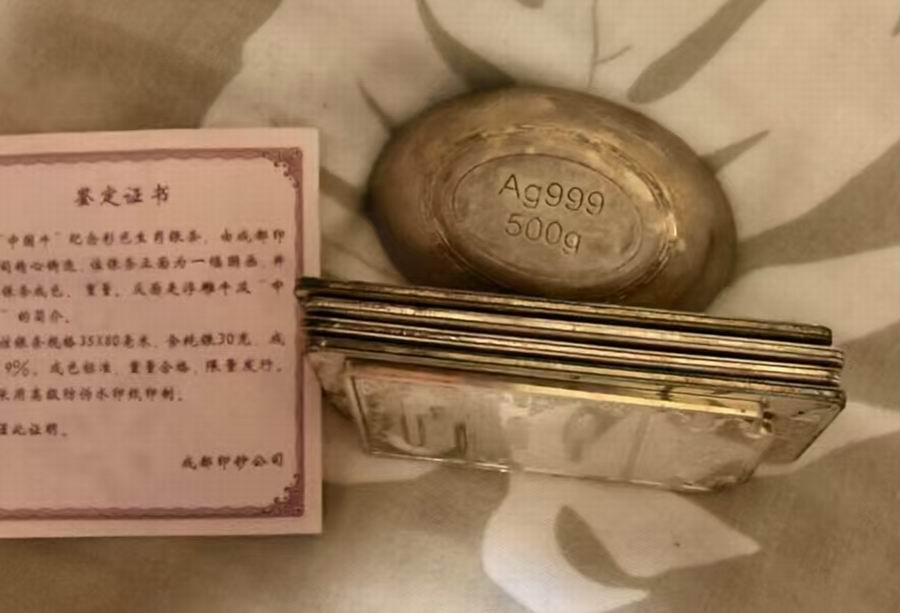 鉴定证书
"中国牛"纪念彩色生肖银条，由成都印
司精心铸造。该银条正面为一幅国画，并
银条成色、重量。反面是浮雕牛及"中
"的简介。
该银条规格35X80毫米，含纯银30克，成
9%。成色标准，重量合格，限量发行。
采用高级防伪水印纸印制。
特此证明。
成都印钞公司
Ag999
500g